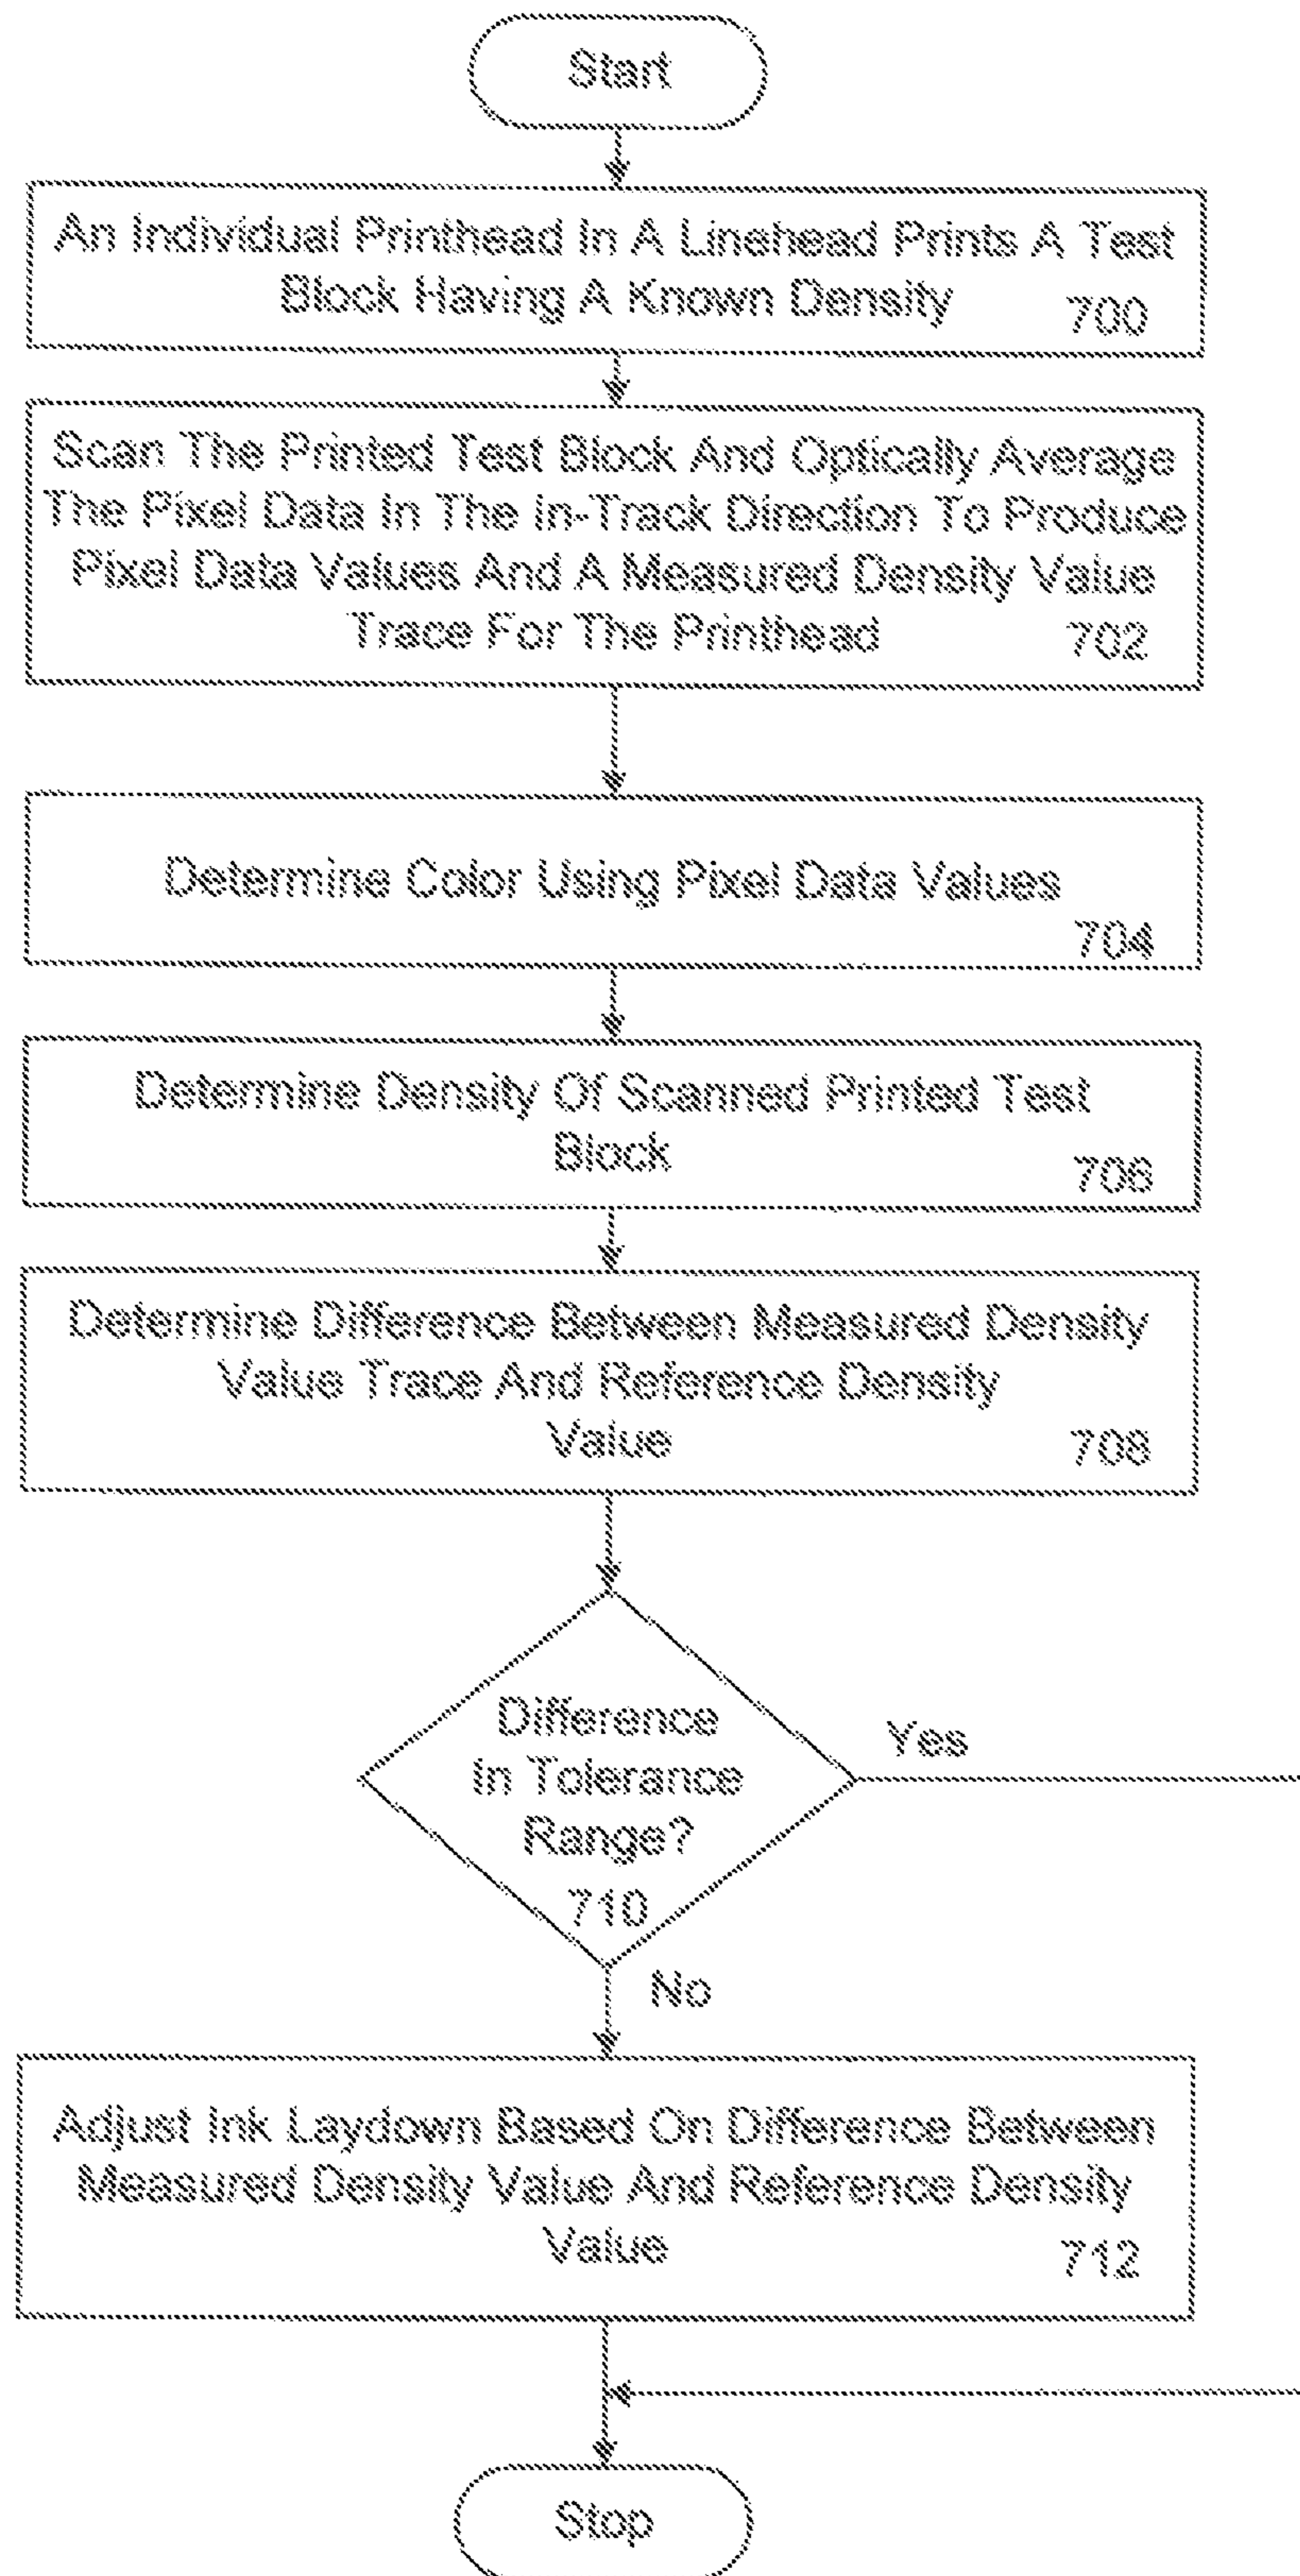 Start
An Individual Printhead In A Linehead Prints A Test
Block Having A Known Density
700
Scan The Printed Test Block And Optically Average
The Pixel Data In The In-Track Direction To Produce
Pixel Data Values And A Measured Density Value
Trace For The Printhead
702
Determine Color Using Pixel Data Values
704
Determine Density Of Scanned Printed Test
Block
706
Determine Difference Between Measured Density
Value Trace And Reference Density
Value
708
Difference
In Tolerance
Range?
710
Yes
No
Adjust Ink Laydown Based On Difference Between
Measured Density Value And Reference Density
Value
712
Stop